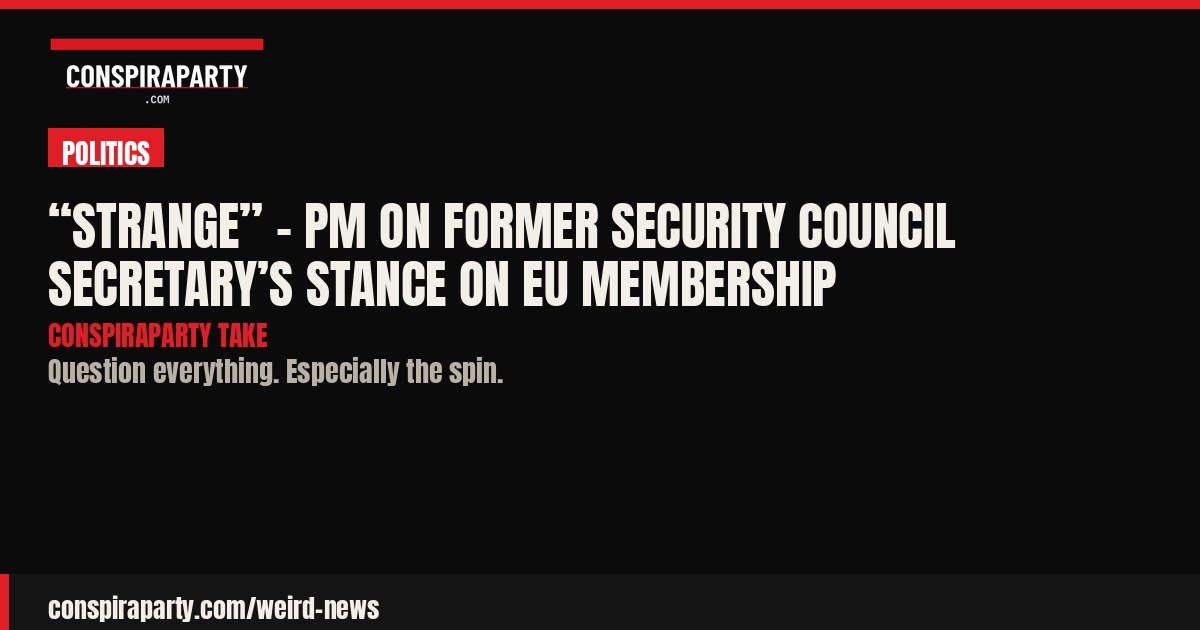 CONSPIRAPARTY
.COM
POLITICS
“STRANGE” - PM ON FORMER SECURITY COUNCIL
SECRETARY’S STANCE ON EU MEMBERSHIP
CONSPIRAPARTY TAKE
Question everything. Especially the spin.
conspiraparty.com/weird-news